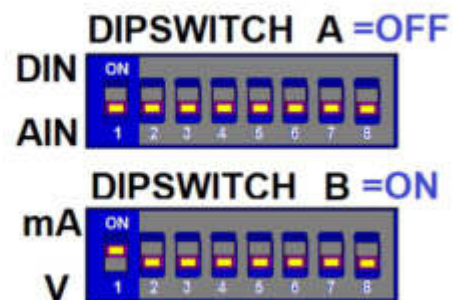 DIPSWITCH A =OFF
DIN ON
AIN 1 2 3 4 5 6 7 8
DIPSWITCH B =ON
mA ON
V 1 2 3 4 5 6 7 8